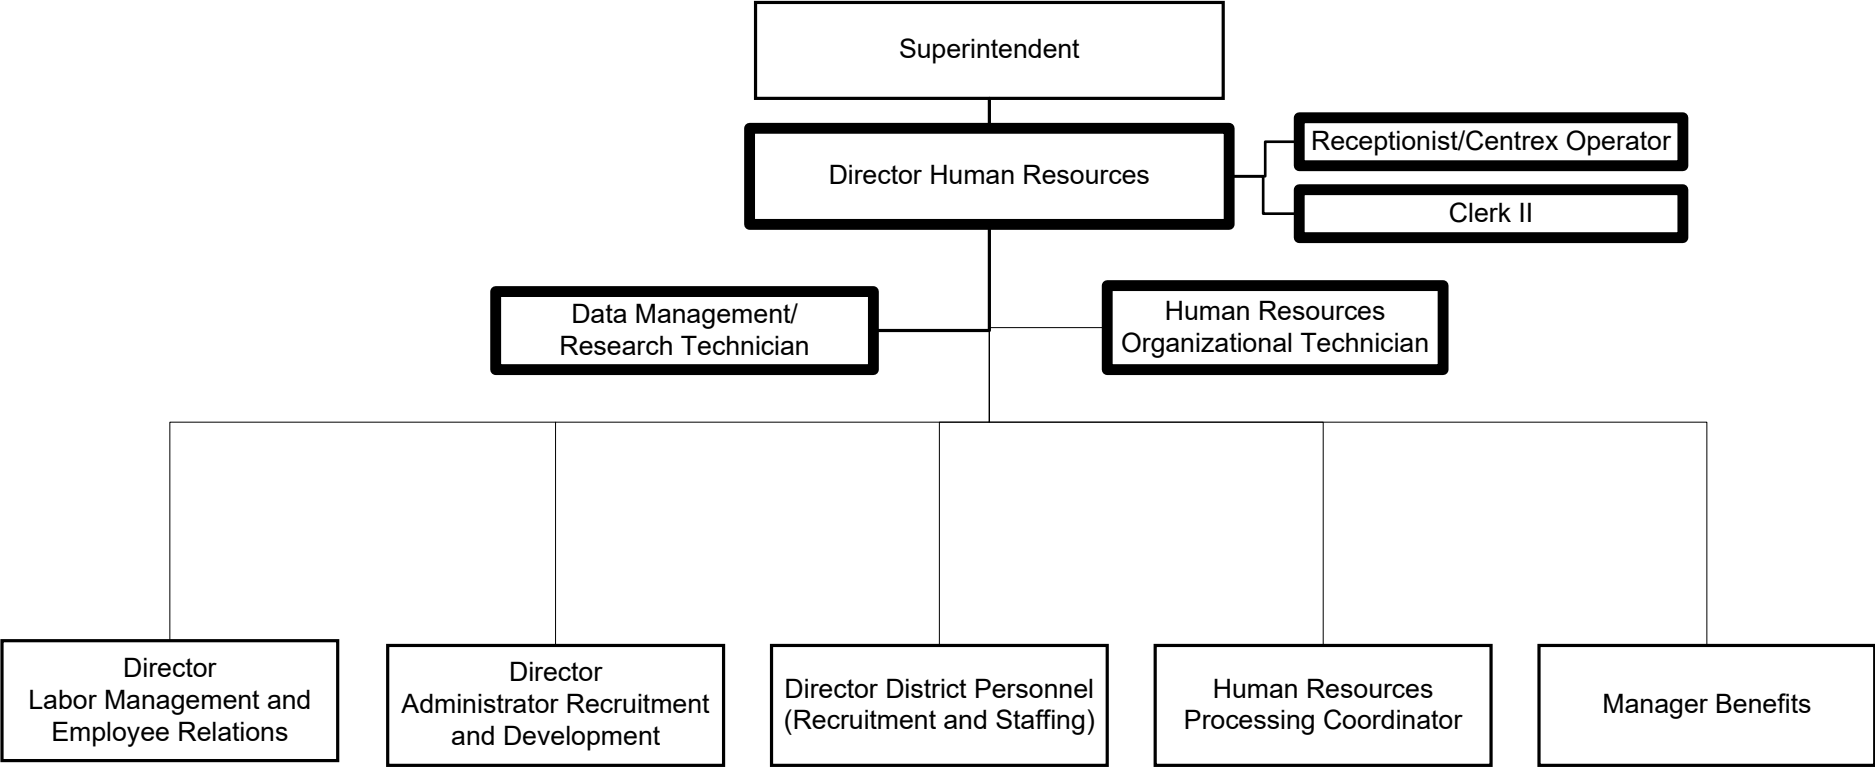 Superintendent
Director Human Resources
Receptionist/Centrex Operator
Clerk II
Data Management/
Research Technician
Human Resources
Organizational Technician
Director
Labor Management and
Employee Relations
Director
Administrator Recruitment
and Development
Director District Personnel
(Recruitment and Staffing)
Human Resources
Processing Coordinator
Manager Benefits